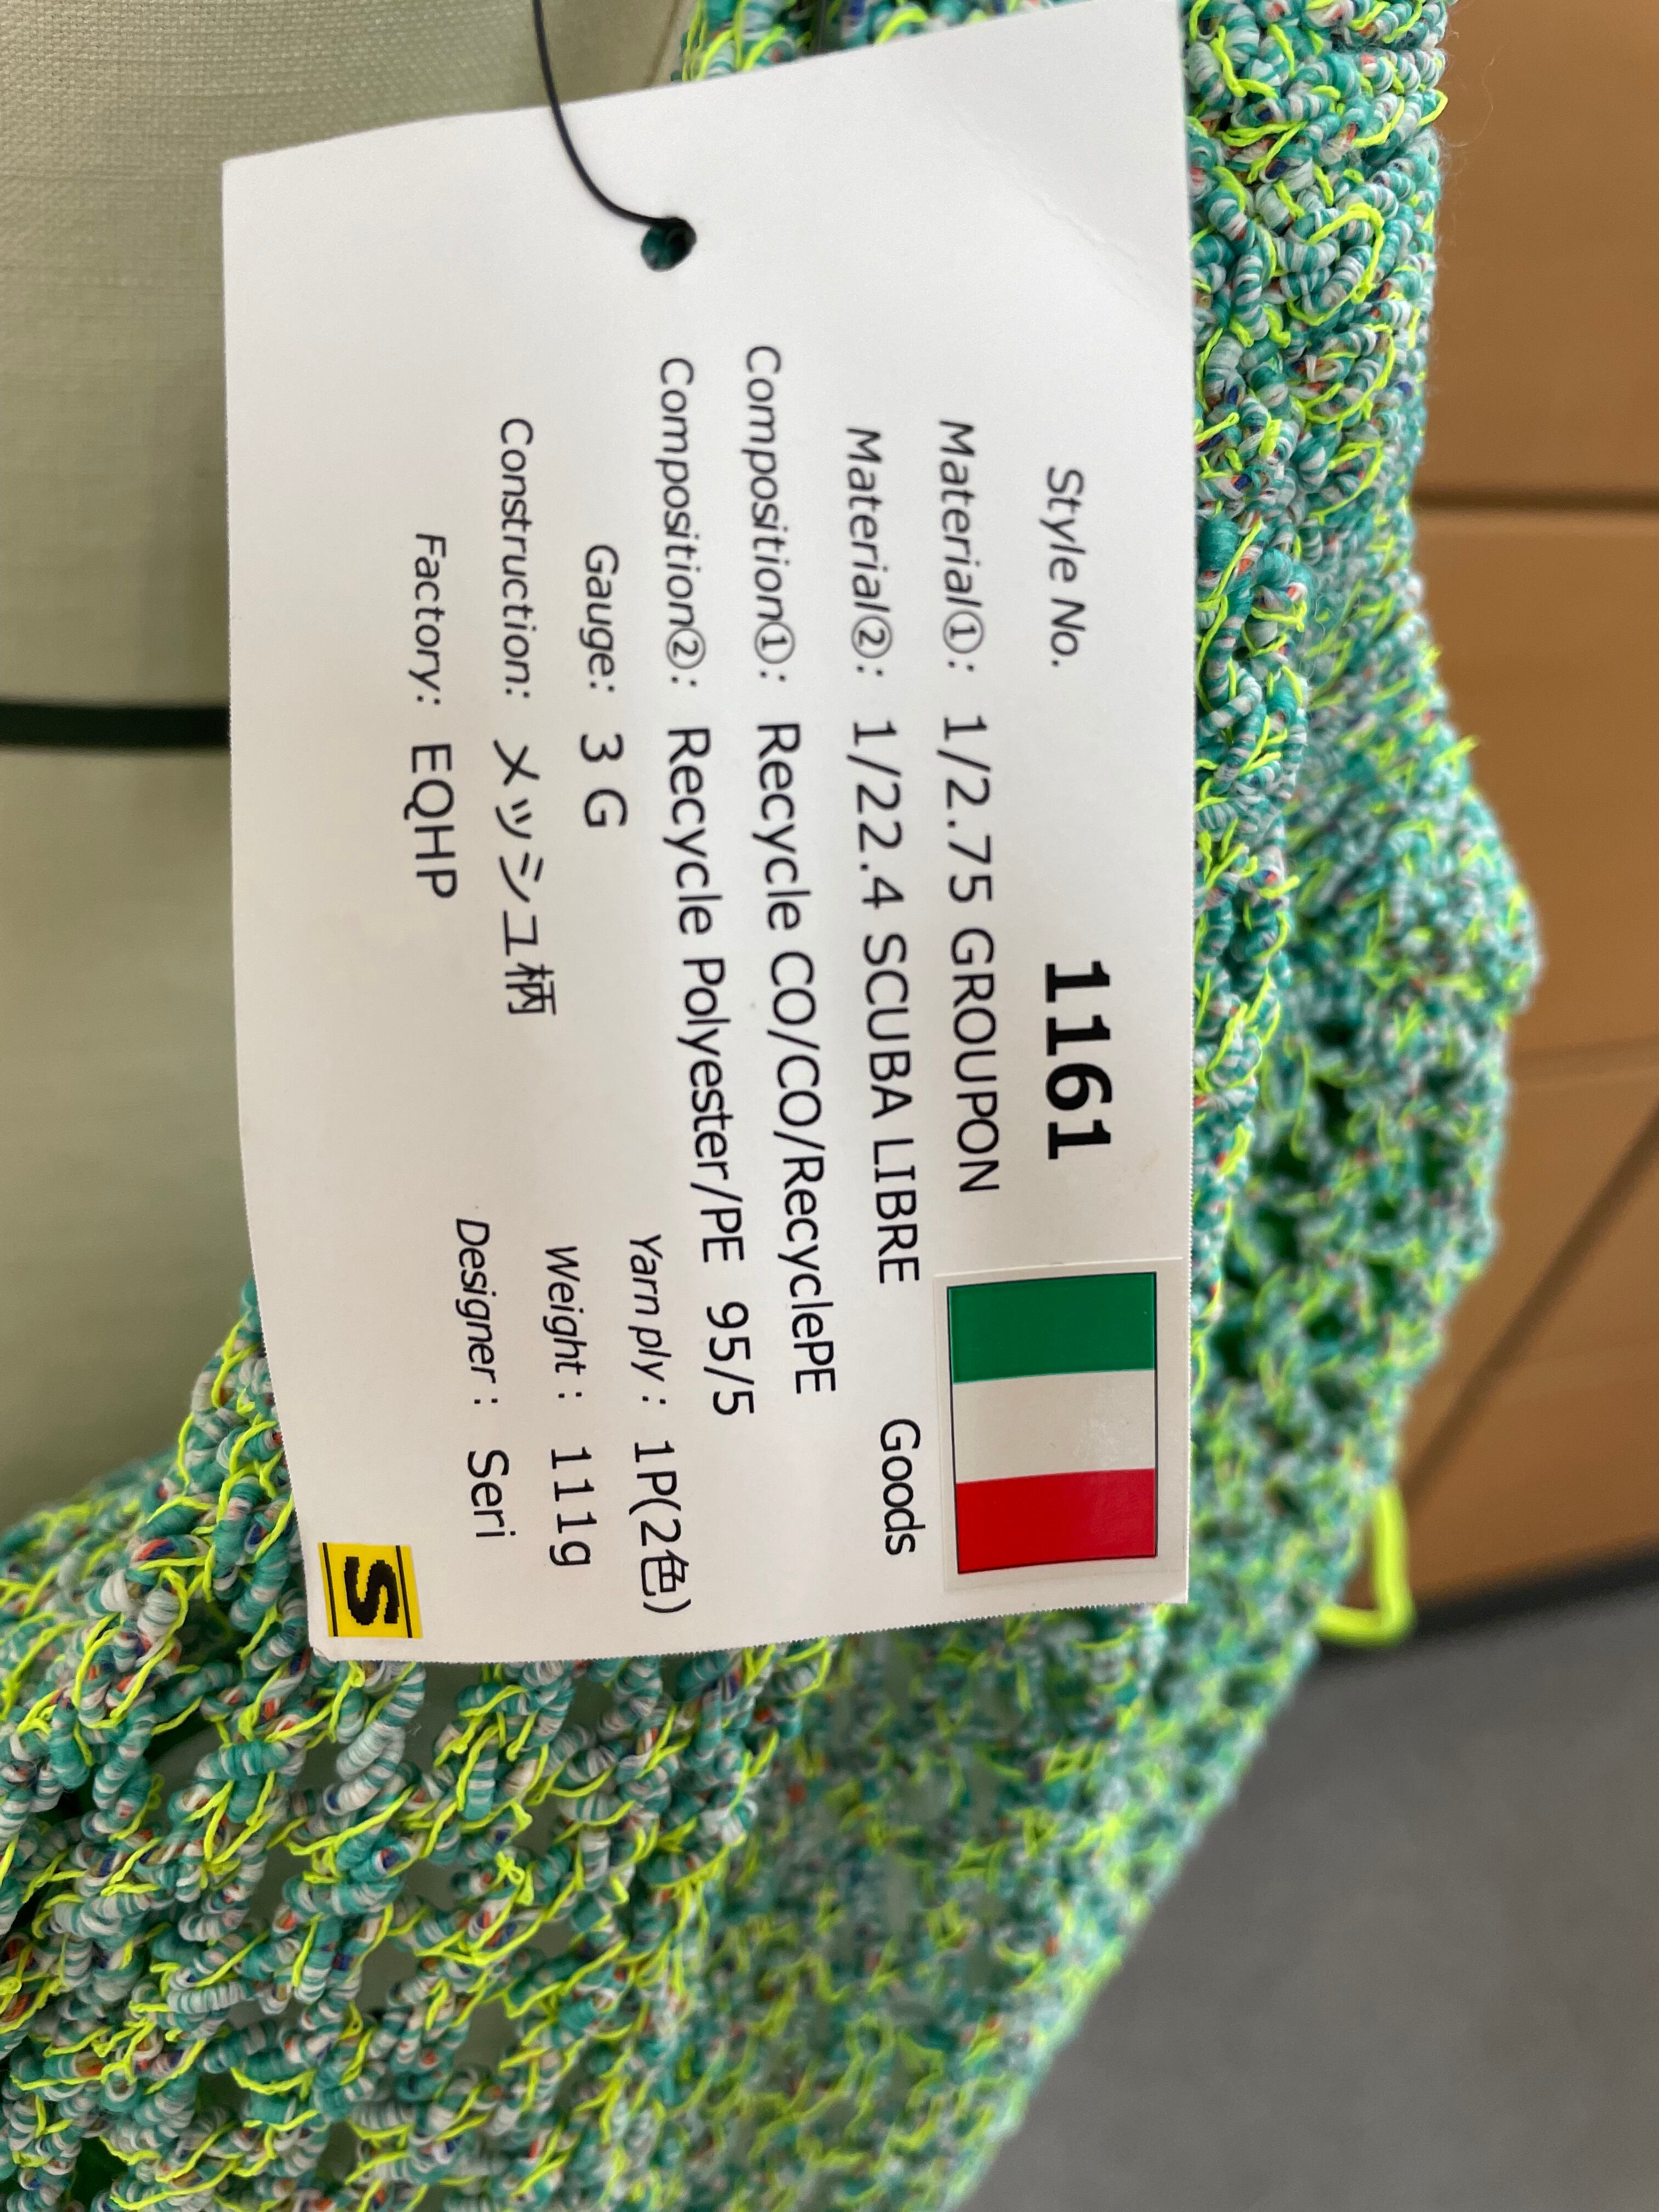 Style No. 1161
Material①: 1/2.75 GROUPON
Material②: 1/22.4 SCUBA LIBRE Goods
Composition①: Recycle CO/CO/RecyclePE
Composition②: Recycle Polyester/PE 95/5
Gauge: 3 G Yarn ply : 1P(2色)
Construction: メッシュ柄 Weight : 111g
Factory: EQHP Designer : Seri
S